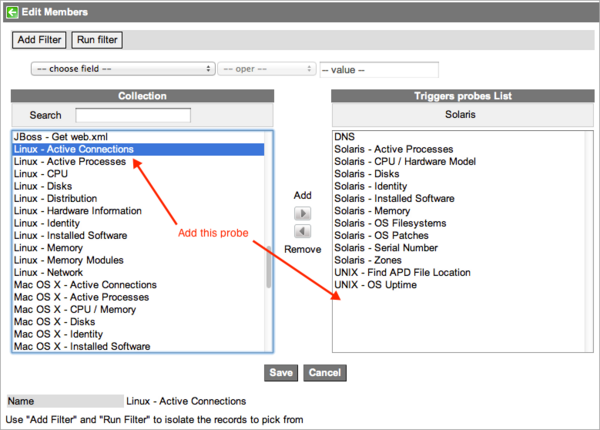 Edit Members
Add Filter Run filter
-- choose field -- -- oper -- -- value --
Collection
Search
JBoss - Get web.xml
Linux - Active Connections
Linux - Active Processes
Linux - CPU
Linux - Disks
Linux - Distribution
Linux - Hardware Information
Linux - Identity
Linux - Installed Software
Linux - Memory
Linux - Memory Modules
Linux - Network
Mac OS X - Active Connections
Mac OS X - Active Processes
Mac OS X - CPU / Memory
Mac OS X - Disks
Mac OS X - Identity
Mac OS X - Installed Software
Add this probe
Add
Remove
Triggers probes List
Solaris
DNS
Solaris - Active Processes
Solaris - CPU / Hardware Model
Solaris - Disks
Solaris - Identity
Solaris - Installed Software
Solaris - Memory
Solaris - OS Filesystems
Solaris - OS Patches
Solaris - Serial Number
Solaris - Zones
UNIX - Find APD File Location
UNIX - OS Uptime
Save Cancel
Name Linux - Active Connections
Use "Add Filter" and "Run Filter" to isolate the records to pick from